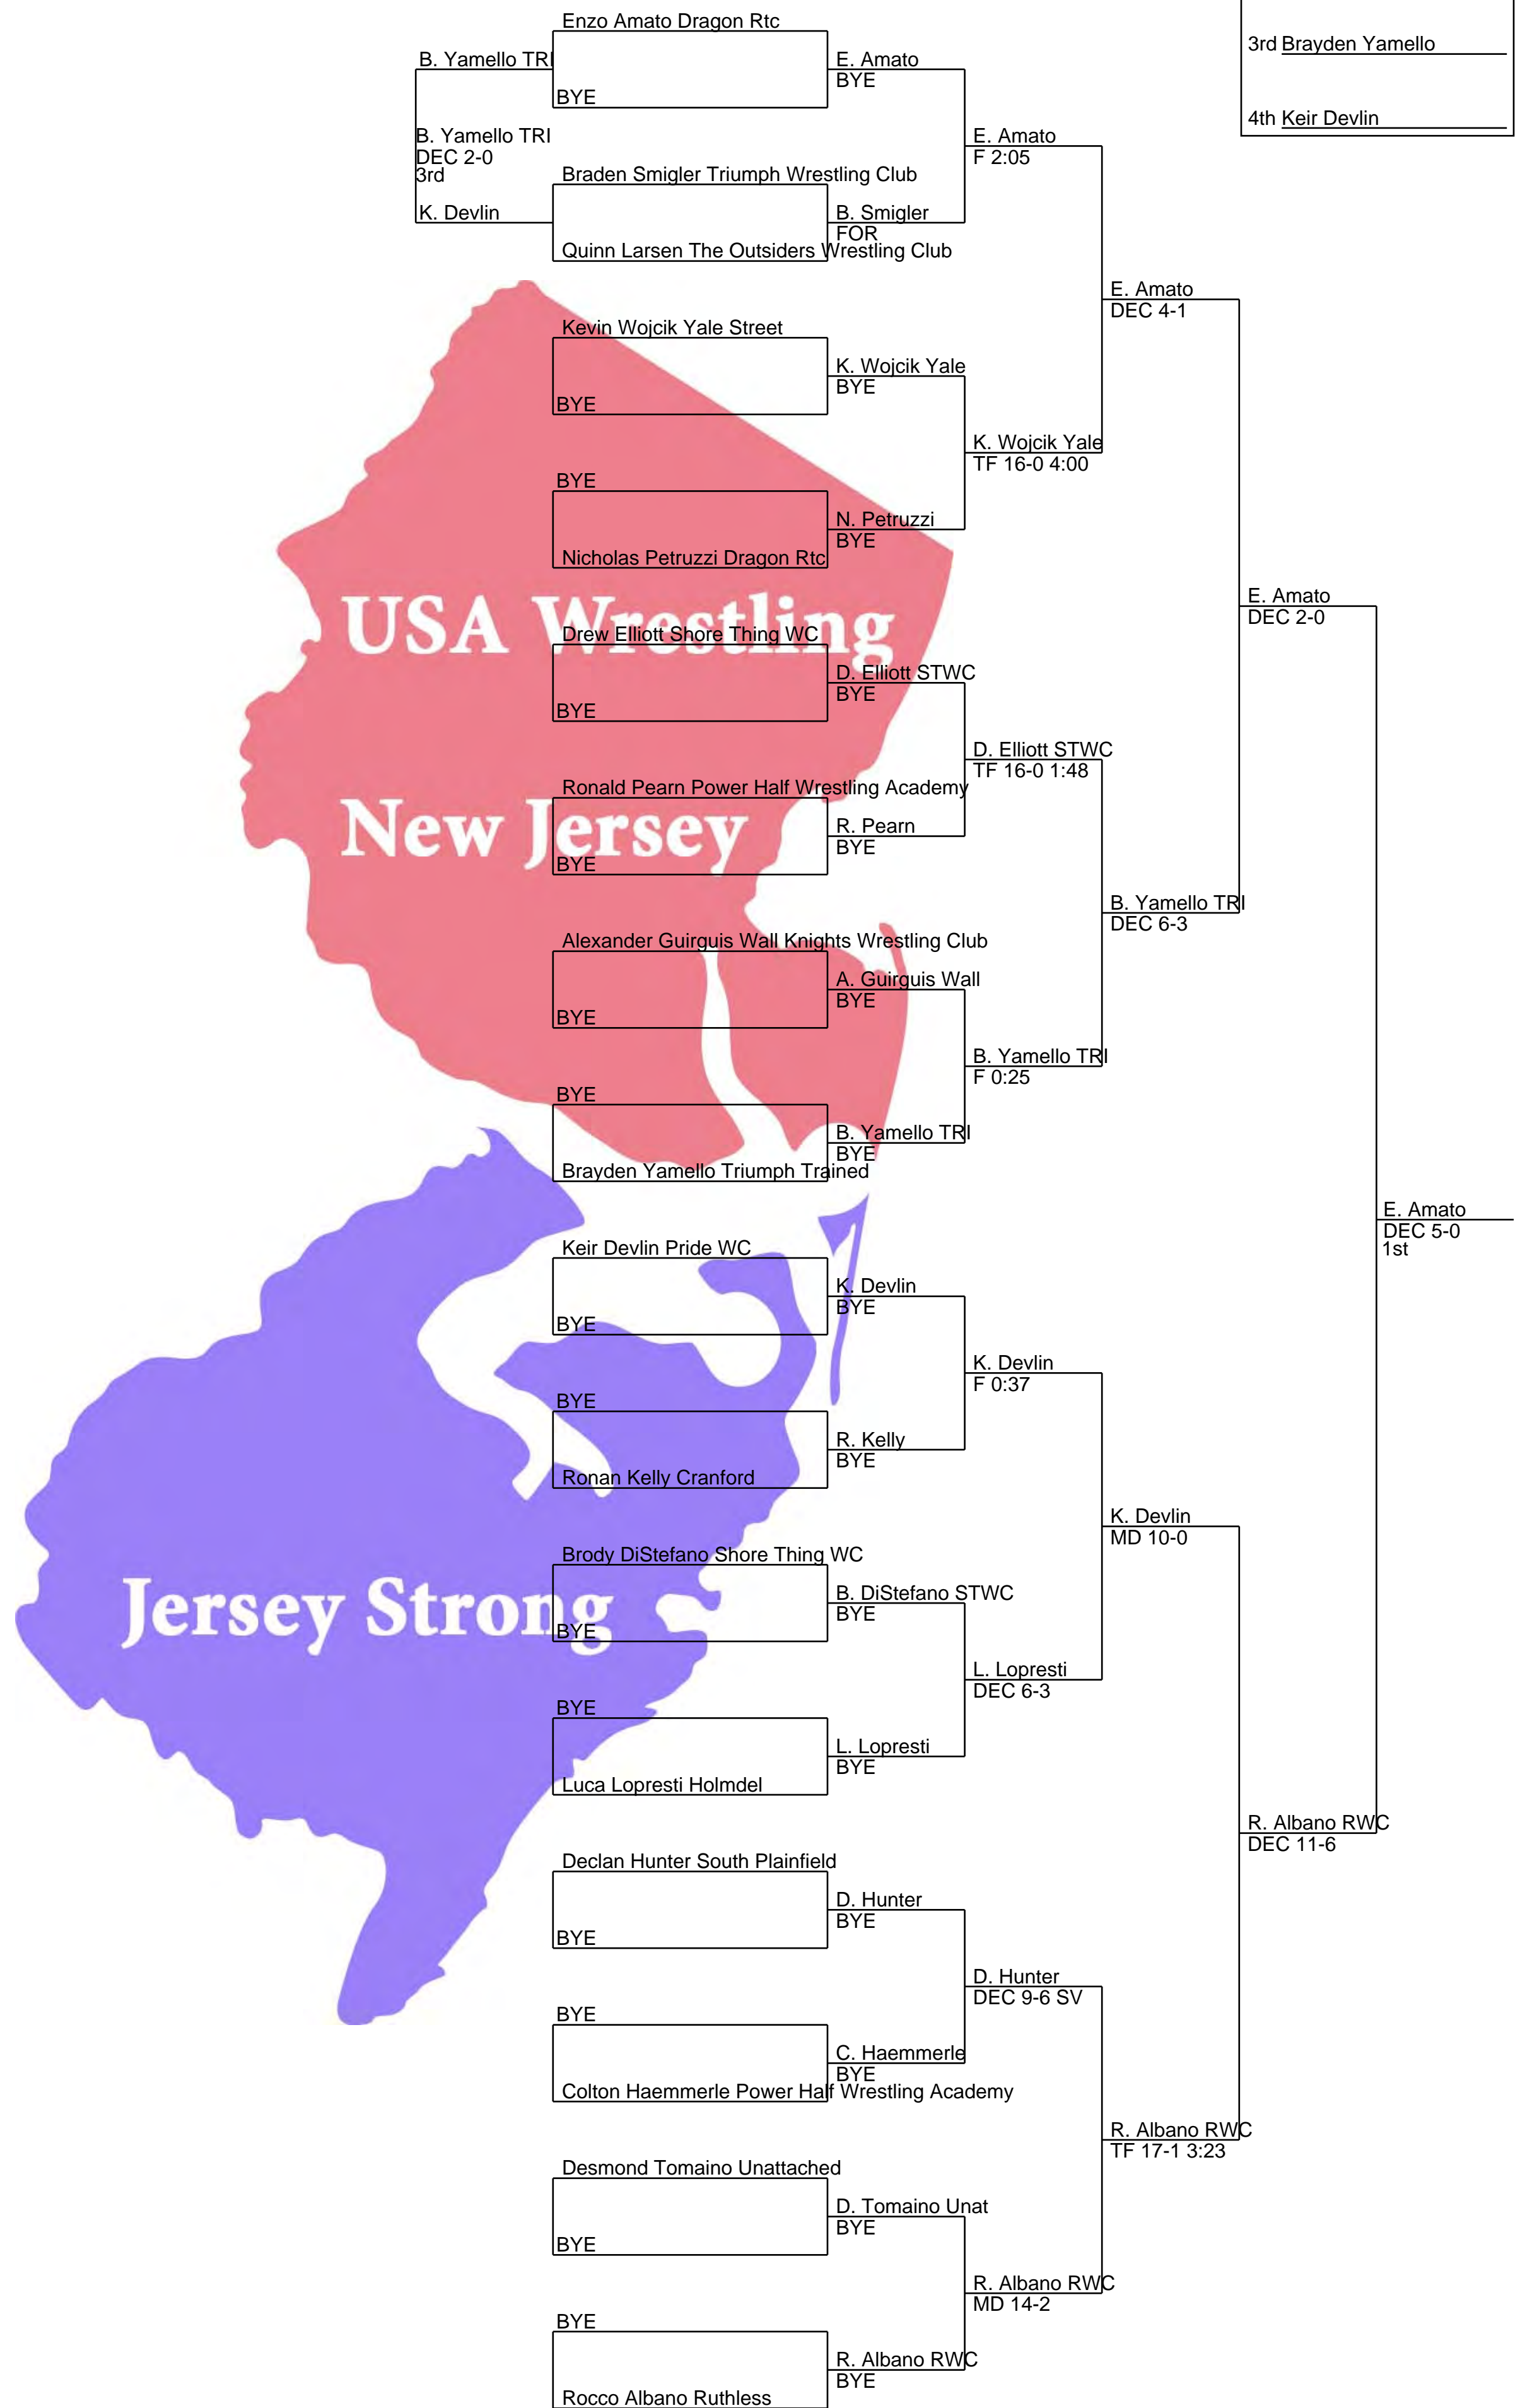 Enzo Amato Dragon Rtc
3rd Brayden Yamello
B. Yamello TRI
E. Amato
BYE
BYE
4th Keir Devlin
B. Yamello TRI
DEC 2-0
3rd
E. Amato
F 2:05
Braden Smigler Triumph Wrestling Club
K. Devlin
B. Smigler
FOR
Quinn Larsen The Outsiders Wrestling Club
E. Amato
DEC 4-1
Kevin Wojcik Yale Street
K. Wojcik Yale
BYE
BYE
K. Wojcik Yale
TF 16-0 4:00
BYE
N. Petruzzi
BYE
Nicholas Petruzzi Dragon Rtc
USA Wrestling
E. Amato
DEC 2-0
Drew Elliott Shore Thing WC
D. Elliott STWC
BYE
BYE
D. Elliott STWC
TF 16-0 1:48
Ronald Pearn Power Half Wrestling Academy
New Jersey
R. Pearn
BYE
BYE
B. Yamello TRI
DEC 6-3
Alexander Guirguis Wall Knights Wrestling Club
A. Guirguis Wall
BYE
BYE
B. Yamello TRI
F 0:25
BYE
B. Yamello TRI
BYE
Brayden Yamello Triumph Trained
E. Amato
DEC 5-0
1st
Keir Devlin Pride WC
K. Devlin
BYE
BYE
K. Devlin
F 0:37
BYE
R. Kelly
BYE
Ronan Kelly Cranford
K. Devlin
MD 10-0
Brody DiStefano Shore Thing WC
Jersey Strong
B. DiStefano STWC
BYE
BYE
L. Lopresti
DEC 6-3
BYE
L. Lopresti
BYE
Luca Lopresti Holmdel
R. Albano RWC
DEC 11-6
Declan Hunter South Plainfield
D. Hunter
BYE
BYE
D. Hunter
DEC 9-6 SV
BYE
C. Haemmerle
BYE
Colton Haemmerle Power Half Wrestling Academy
R. Albano RWC
TF 17-1 3:23
Desmond Tomaino Unattached
D. Tomaino Unat
BYE
BYE
R. Albano RWC
MD 14-2
BYE
R. Albano RWC
BYE
Rocco Albano Ruthless